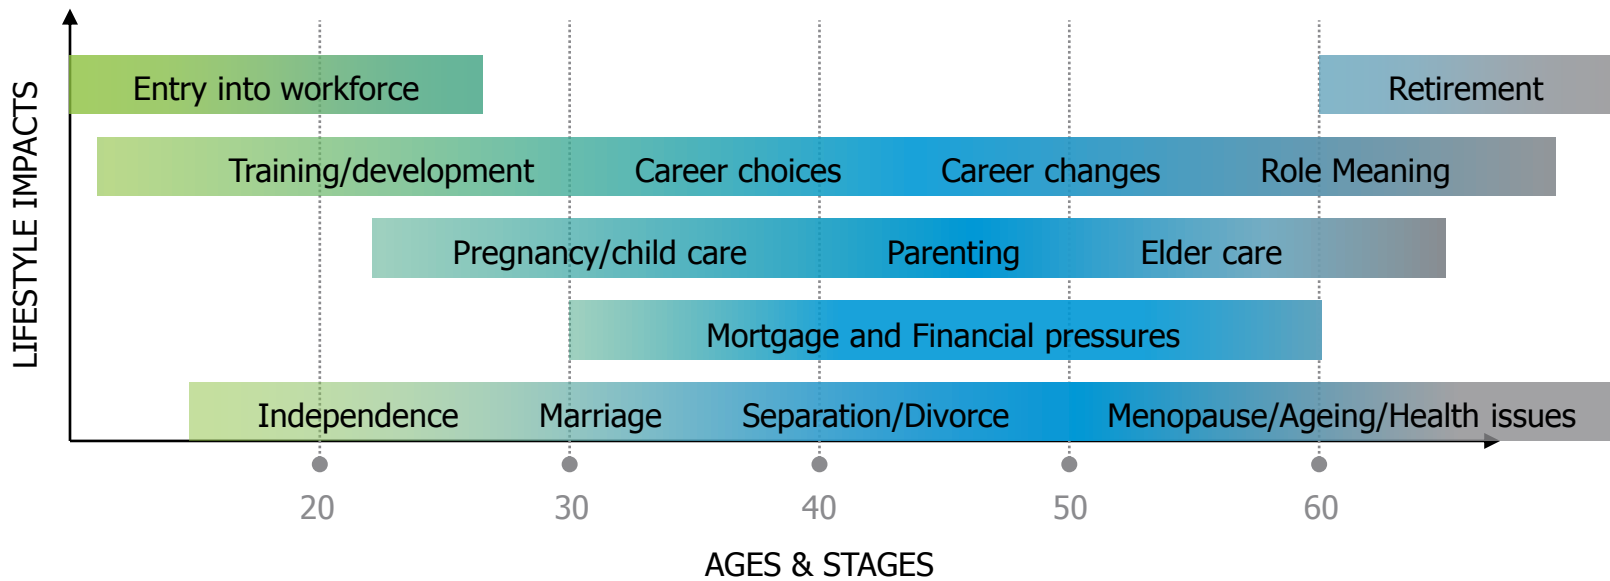 LIFESTYLE IMPACTS
Entry into workforce Retirement
Training/development Career choices Career changes Role Meaning
Pregnancy/child care Parenting Elder care
Mortgage and Financial pressures
Independence Marriage Separation/Divorce Menopause/Ageing/Health issues
20 30 40 50 60
AGES & STAGES